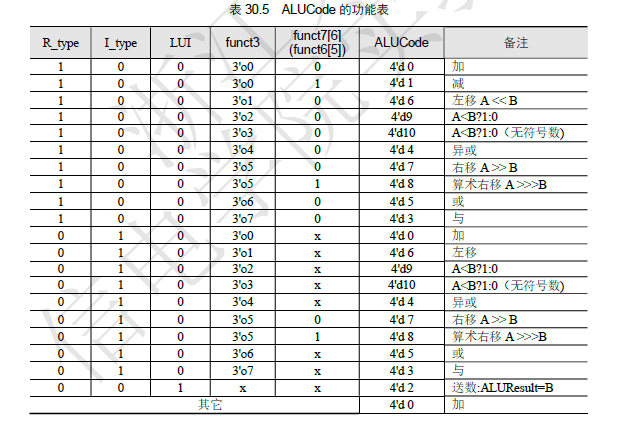 表 30.5 ALUCode 的功能表
R_type I_type LUI funct3 funct7[6] (funct6[5]) ALUCode 备注
1 0 0 3'o0 0 4'd 0 加
1 0 0 3'o0 1 4'd 1 减
1 0 0 3'o1 0 4'd 6 左移 A << B
1 0 0 3'o2 0 4'd9 A<B?1:0
1 0 0 3'o3 0 4'd10 A<B?1:0（无符号数)
1 0 0 3'o4 0 4'd 4 异或
1 0 0 3'o5 0 4'd 7 右移 A >> B
1 0 0 3'o5 1 4'd 8 算术右移 A >>>B
1 0 0 3'o6 0 4'd 5 或
1 0 0 3'o7 0 4'd 3 与
0 1 0 3'o0 x 4'd 0 加
0 1 0 3'o1 x 4'd 6 左移
0 1 0 3'o2 x 4'd9 A<B?1:0
0 1 0 3'o3 x 4'd10 A<B?1:0（无符号数)
0 1 0 3'o4 x 4'd 4 异或
0 1 0 3'o5 0 4'd 7 右移 A >> B
0 1 0 3'o5 1 4'd 8 算术右移 A >>>B
0 1 0 3'o6 x 4'd 5 或
0 1 0 3'o7 x 4'd 3 与
0 0 1 x x 4'd 2 送数:ALUResult=B
其它 4'd 0 加
浙江
信电学院